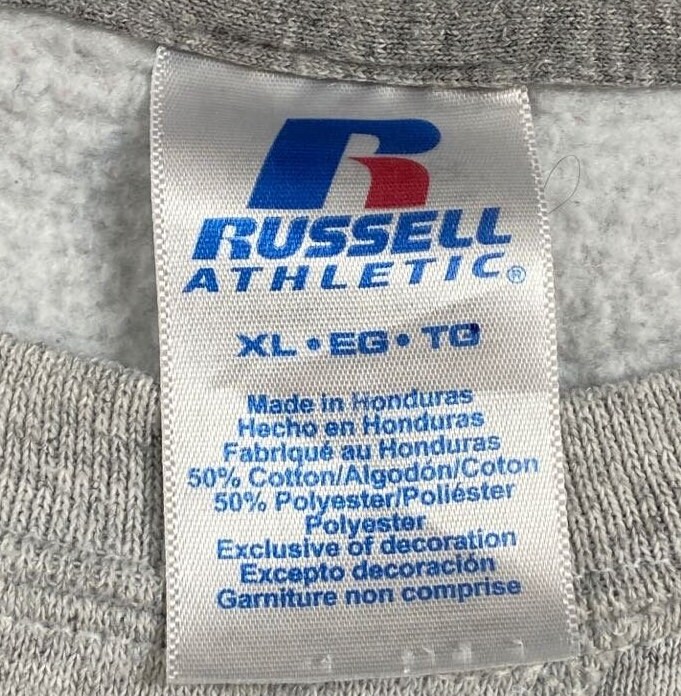 R
RUSSELL
ATHLETIC®
XL • EG • TG
Made in Honduras
Hecho en Honduras
Fabriqué au Honduras
50% Cotton/Algodón/Coton
50% Polyester/Poliéster
Polyester
Exclusive of decoration
Excepto decoración
Garniture non comprise